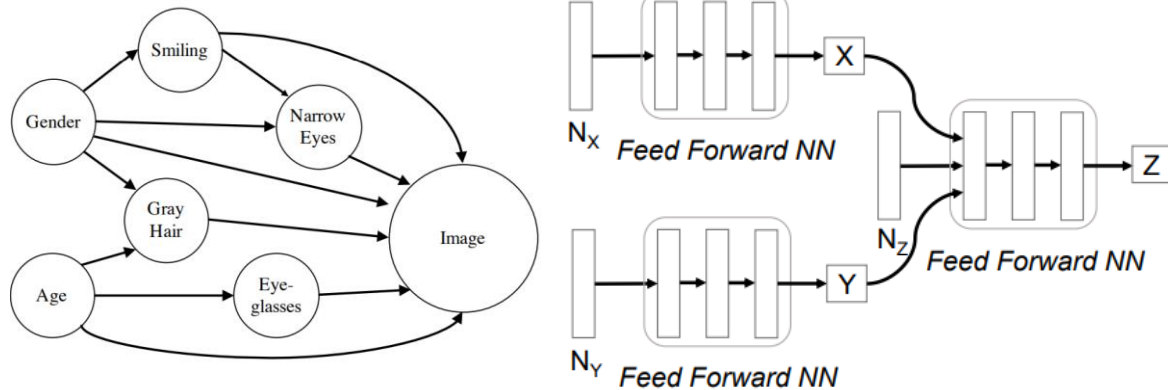 Smiling
Gender
Narrow
Eyes
Gray
Hair
Image
Age
Eye-
glasses
X
N_X
Feed Forward NN
Z
N_Z
Feed Forward NN
Y
N_Y
Feed Forward NN